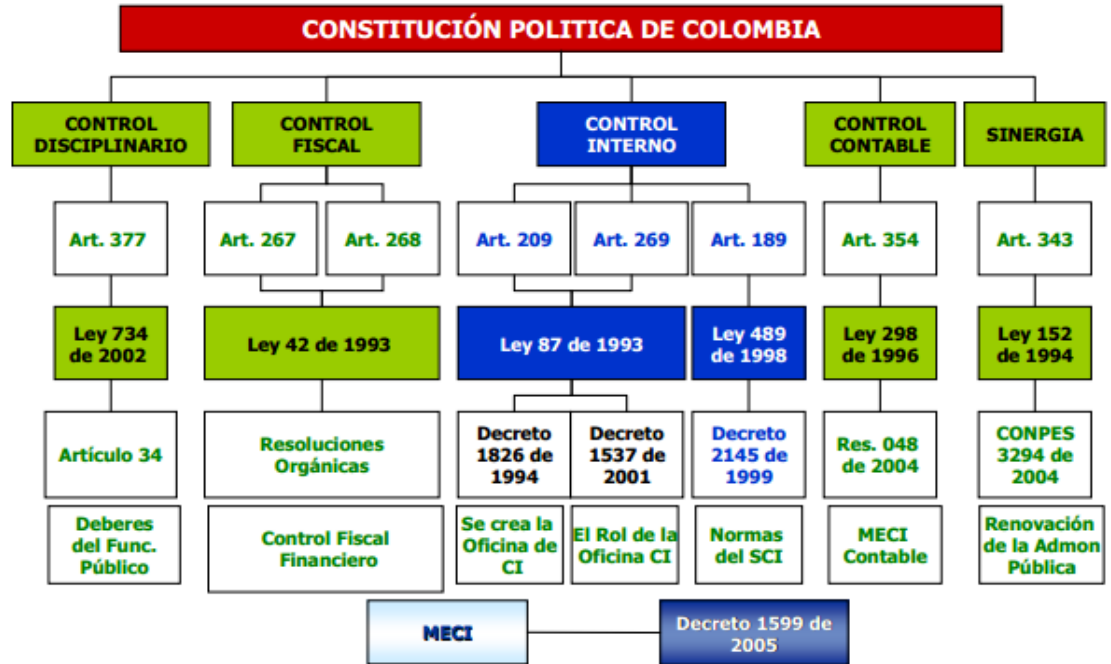 CONSTITUCIÓN POLITICA DE COLOMBIA
CONTROL
DISCIPLINARIO
CONTROL
FISCAL
CONTROL
INTERNO
CONTROL
CONTABLE
SINERGIA
Art. 377
Art. 267
Art. 268
Art. 209
Art. 269
Art. 189
Art. 354
Art. 343
Ley 734
de 2002
Ley 42 de 1993
Ley 87 de 1993
Ley 489
de 1998
Ley 298
de 1996
Ley 152
de 1994
Artículo 34
Resoluciones
Orgánicas
Decreto
1826 de
1994
Decreto
1537 de
2001
Decreto
2145 de
1999
Res. 048
de 2004
CONPES
3294 de
2004
Deberes
del Func.
Público
Control Fiscal
Financiero
Se crea la
Oficina de
CI
El Rol de la
Oficina CI
Normas
del SCI
MECI
Contable
Renovación
de la Admon
Pública
MECI
Decreto 1599 de
2005